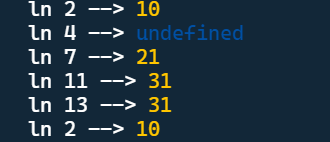 ln 2 --> 10
ln 4 --> undefined
ln 7 --> 21
ln 11 --> 31
ln 13 --> 31
ln 2 --> 10